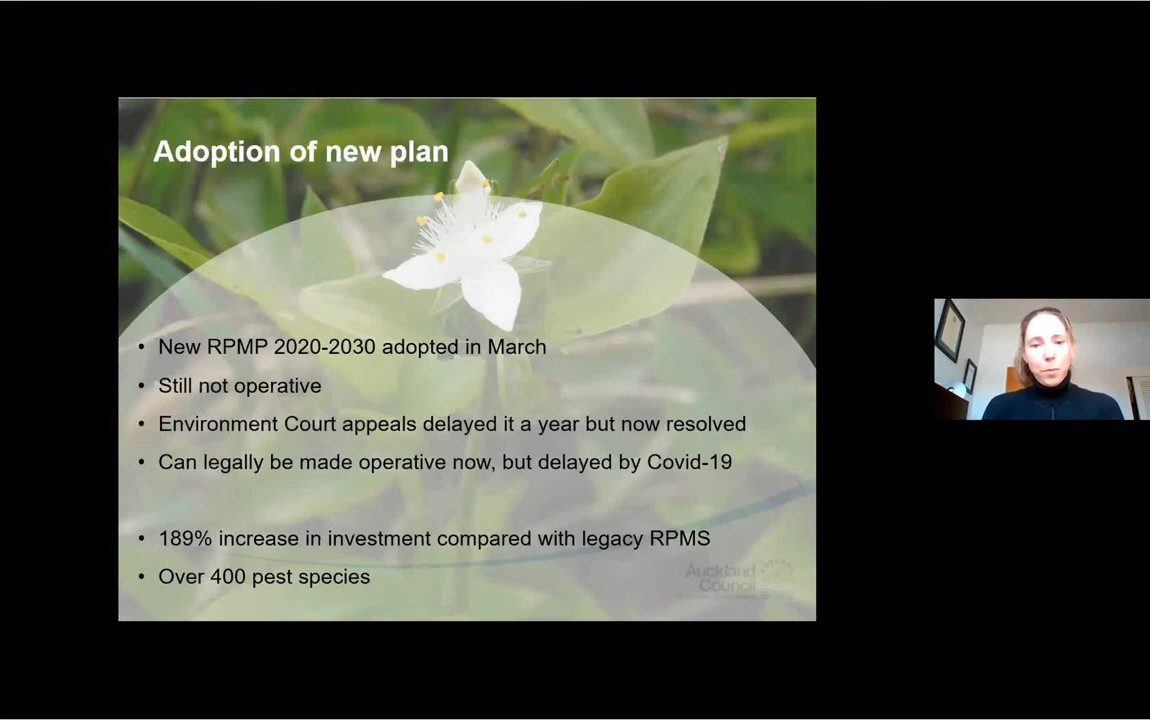 Adoption of new plan
• New RPMP 2020-2030 adopted in March
• Still not operative
• Environment Court appeals delayed it a year but now resolved
• Can legally be made operative now, but delayed by Covid-19
• 189% increase in investment compared with legacy RPMS
• Over 400 pest species
Auckland
Council